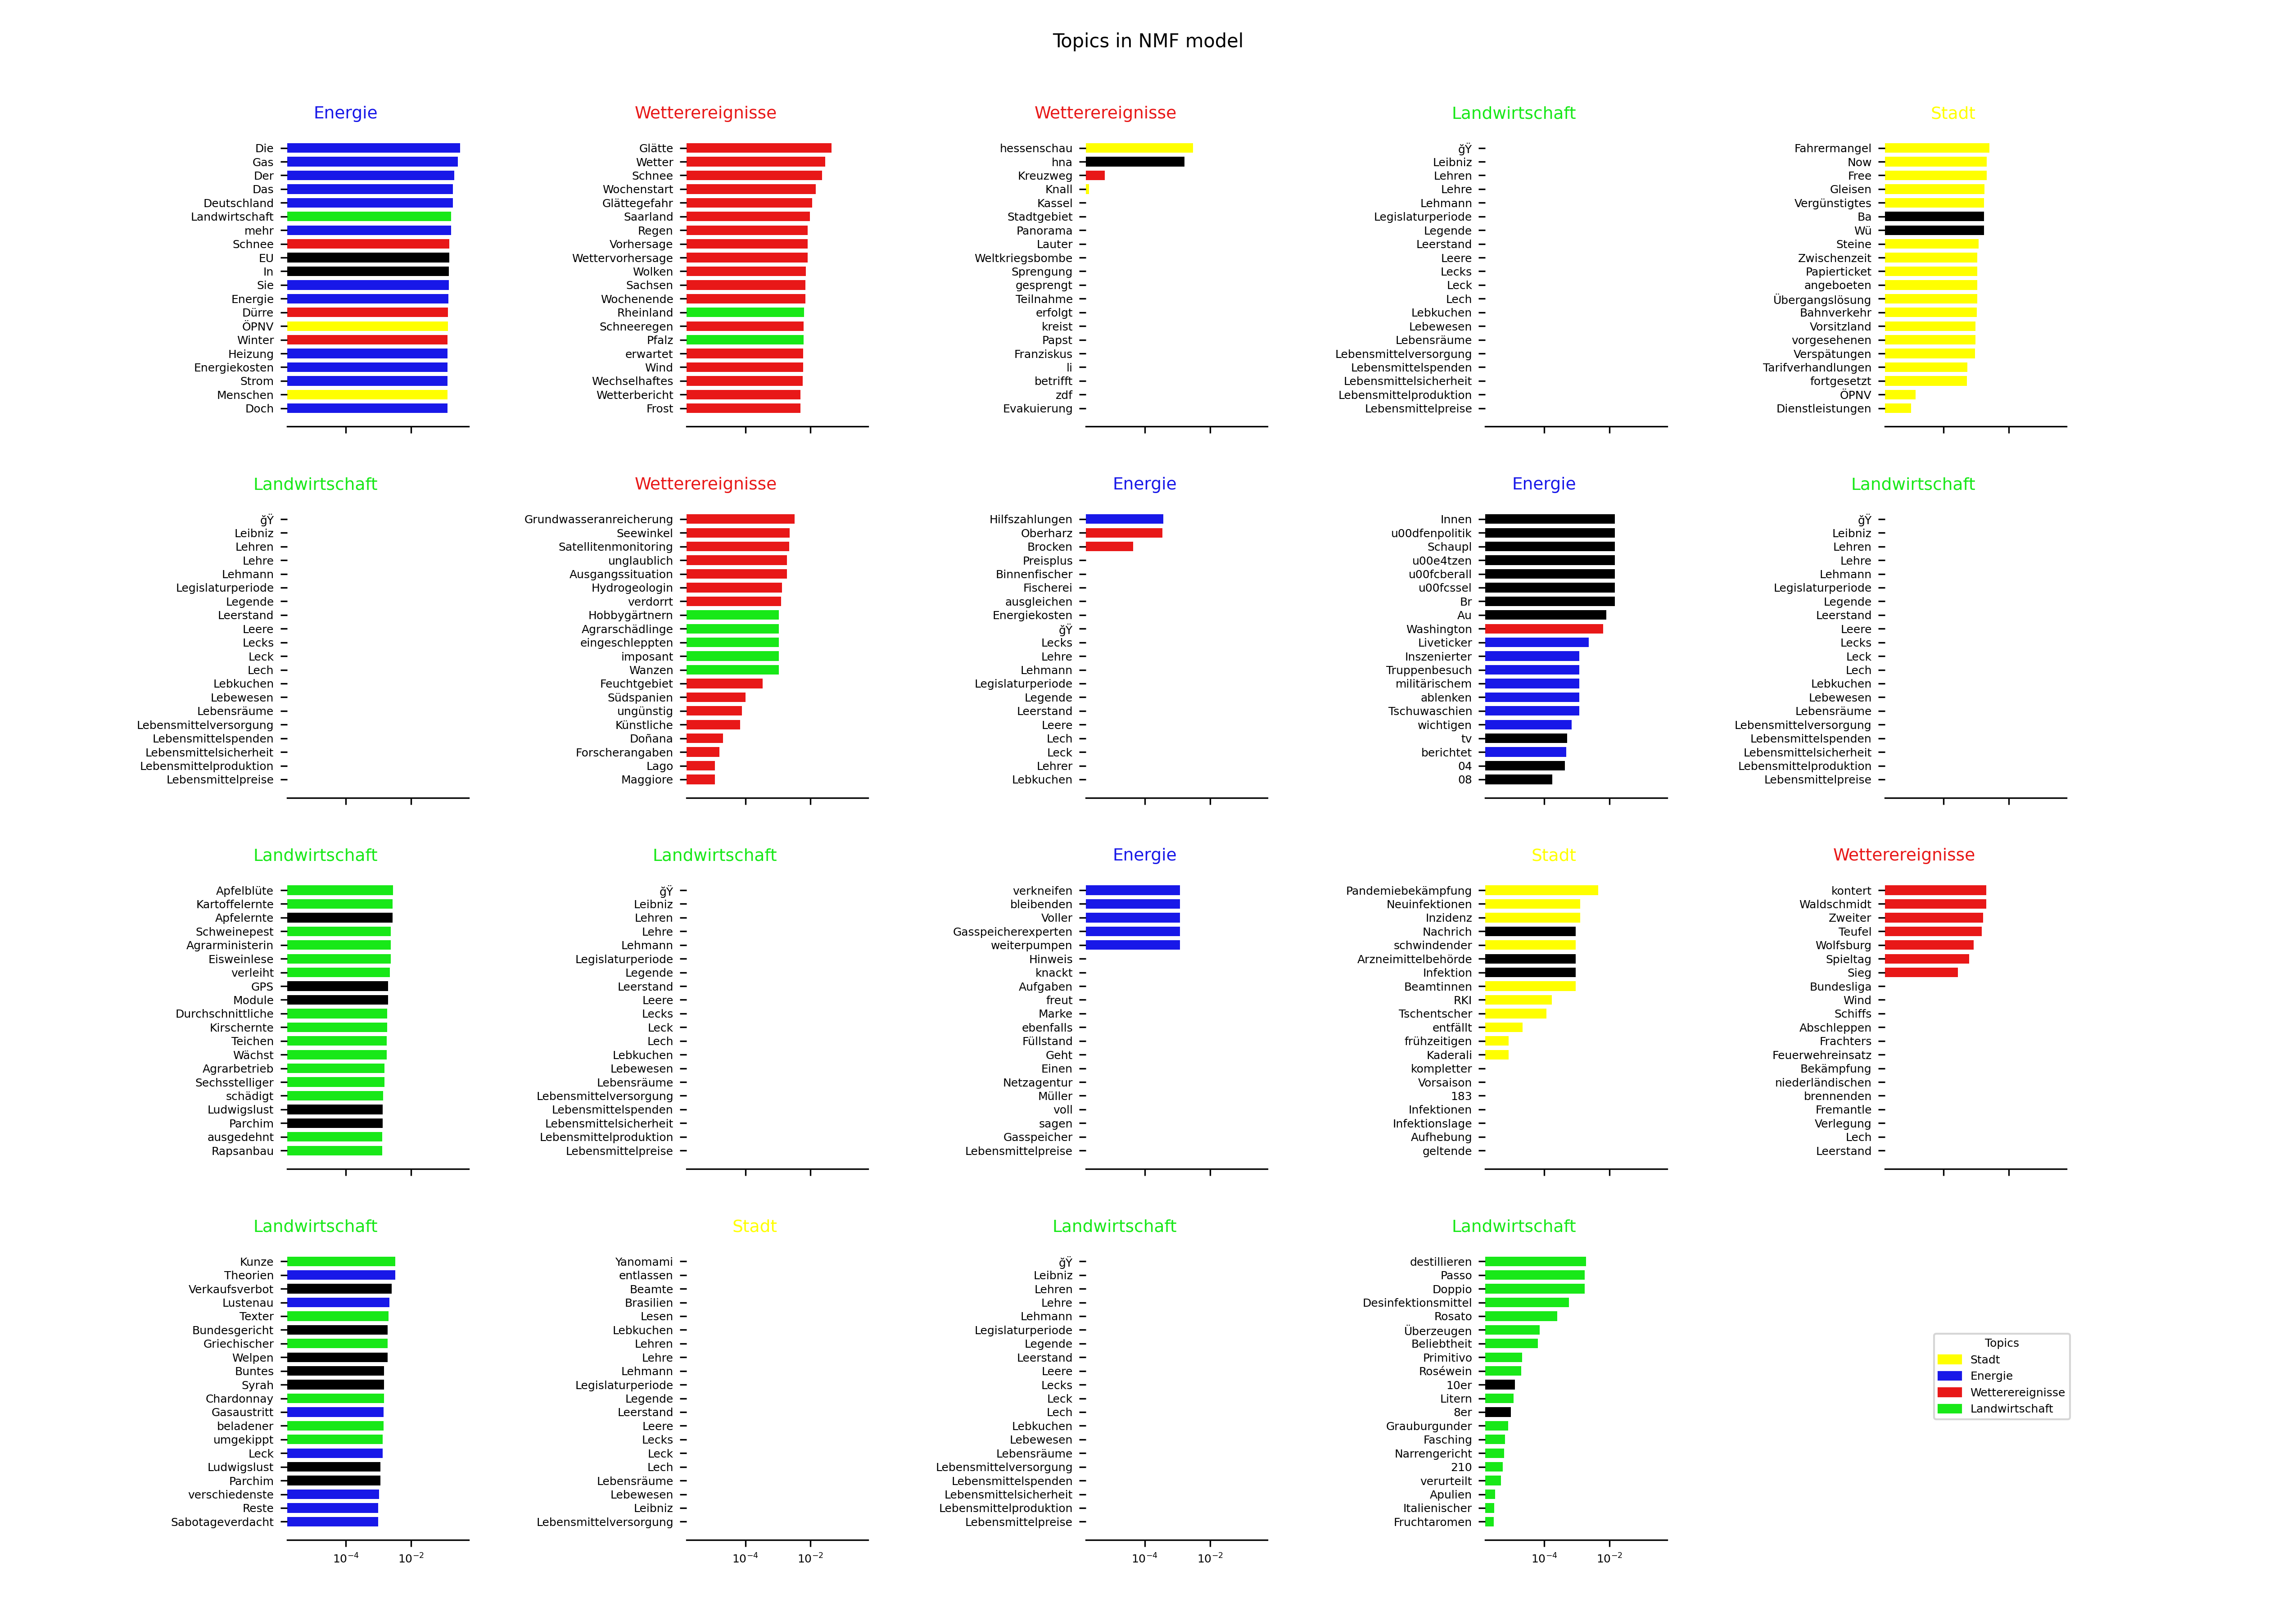 Topics in NMF model
Energie
Die
Gas
Der
Das
Deutschland
Landwirtschaft
mehr
Schnee
EU
In
Sie
Energie
Dürre
ÖPNV
Winter
Heizung
Energiekosten
Strom
Menschen
Doch
Wetterereignisse
Glätte
Wetter
Schnee
Wochenstart
Glättegefahr
Saarland
Regen
Vorhersage
Wettervorhersage
Wolken
Sachsen
Wochenende
Rheinland
Schneeregen
Pfalz
erwartet
Wind
Wechselhaftes
Wetterbericht
Frost
Wetterereignisse
hessenschau
hna
Kreuzweg
Knall
Kassel
Stadtgebiet
Panorama
Lauter
Weltkriegsbombe
Sprengung
gesprengt
Teilnahme
erfolgt
kreist
Papst
Franziskus
li
betrifft
zdf
Evakuierung
Landwirtschaft
ğŸ
Leibniz
Lehren
Lehre
Lehmann
Legislaturperiode
Legende
Leerstand
Leere
Lecks
Leck
Lech
Lebkuchen
Lebewesen
Lebensräume
Lebensmittelversorgung
Lebensmittelspenden
Lebensmittelsicherheit
Lebensmittelproduktion
Lebensmittelpreise
Stadt
Fahrermangel
Now
Free
Gleisen
Vergünstigtes
Ba
Wü
Steine
Zwischenzeit
Papierticket
angeboeten
Übergangslösung
Bahnverkehr
Vorsitzland
vorgesehenen
Verspätungen
Tarifverhandlungen
fortgesetzt
ÖPNV
Dienstleistungen
Landwirtschaft
ğŸ
Leibniz
Lehren
Lehre
Lehmann
Legislaturperiode
Legende
Leerstand
Leere
Lecks
Leck
Lech
Lebkuchen
Lebewesen
Lebensräume
Lebensmittelversorgung
Lebensmittelspenden
Lebensmittelsicherheit
Lebensmittelproduktion
Lebensmittelpreise
Wetterereignisse
Grundwasseranreicherung
Seewinkel
Satellitenmonitoring
unglaublich
Ausgangssituation
Hydrogeologin
verdorrt
Hobbygärtnern
Agrarschädlinge
eingeschleppten
imposant
Wanzen
Feuchtgebiet
Südspanien
ungünstig
Künstliche
Doñana
Forscherangaben
Lago
Maggiore
Energie
Hilfszahlungen
Oberharz
Brocken
Preisplus
Binnenfischer
Fischerei
ausgleichen
Energiekosten
ğŸ
Lecks
Lehre
Lehmann
Legislaturperiode
Legende
Leerstand
Leere
Lech
Leck
Lehrer
Lebkuchen
Energie
Innen
u00dfenpolitik
Schaupl
u00e4tzen
u00fcberall
u00fcssel
Br
Au
Washington
Liveticker
Inszenierter
Truppenbesuch
militärischem
ablenken
Tschuwaschien
wichtigen
tv
berichtet
04
08
Landwirtschaft
ğŸ
Leibniz
Lehren
Lehre
Lehmann
Legislaturperiode
Legende
Leerstand
Leere
Lecks
Leck
Lech
Lebkuchen
Lebewesen
Lebensräume
Lebensmittelversorgung
Lebensmittelspenden
Lebensmittelsicherheit
Lebensmittelproduktion
Lebensmittelpreise
Landwirtschaft
Apfelblüte
Kartoffelernte
Apfelernte
Schweinepest
Agrarministerin
Eisweinlese
verleiht
GPS
Module
Durchschnittliche
Kirschernte
Teichen
Wächst
Agrarbetrieb
Sechsstelliger
schädigt
Ludwigslust
Parchim
ausgedehnt
Rapsanbau
Landwirtschaft
ğŸ
Leibniz
Lehren
Lehre
Lehmann
Legislaturperiode
Legende
Leerstand
Leere
Lecks
Leck
Lech
Lebkuchen
Lebewesen
Lebensräume
Lebensmittelversorgung
Lebensmittelspenden
Lebensmittelsicherheit
Lebensmittelproduktion
Lebensmittelpreise
Energie
verkneifen
bleibenden
Voller
Gasspeicherexperten
weiterpumpen
Hinweis
knackt
Aufgaben
freut
Marke
ebenfalls
Füllstand
Geht
Einen
Netzagentur
Müller
voll
sagen
Gasspeicher
Lebensmittelpreise
Stadt
Pandemiebekämpfung
Neuinfektionen
Inzidenz
Nachrich
schwindender
Arzneimittelbehörde
Infektion
Beamtinnen
RKI
Tschentscher
entfällt
frühzeitigen
Kaderali
kompletter
Vorsaison
183
Infektionen
Infektionslage
Aufhebung
geltende
Wetterereignisse
kontert
Waldschmidt
Zweiter
Teufel
Wolfsburg
Spieltag
Sieg
Bundesliga
Wind
Schiffs
Abschleppen
Frachters
Feuerwehreinsatz
Bekämpfung
niederländischen
brennenden
Fremantle
Verlegung
Lech
Leerstand
Landwirtschaft
Kunze
Theorien
Verkaufsverbot
Lustenau
Texter
Bundesgericht
Griechischer
Welpen
Buntes
Syrah
Chardonnay
Gasaustritt
beladener
umgekippt
Leck
Ludwigslust
Parchim
verschiedenste
Reste
Sabotageverdacht
10⁻⁴ 10⁻²
Stadt
Yanomami
entlassen
Beamte
Brasilien
Lesen
Lebkuchen
Lehren
Lehre
Lehmann
Legislaturperiode
Legende
Leerstand
Leere
Lecks
Leck
Lech
Lebensräume
Lebewesen
Leibniz
Lebensmittelversorgung
10⁻⁴ 10⁻²
Landwirtschaft
ğŸ
Leibniz
Lehren
Lehre
Lehmann
Legislaturperiode
Legende
Leerstand
Leere
Lecks
Leck
Lech
Lebkuchen
Lebewesen
Lebensräume
Lebensmittelversorgung
Lebensmittelspenden
Lebensmittelsicherheit
Lebensmittelproduktion
Lebensmittelpreise
10⁻⁴ 10⁻²
Landwirtschaft
destillieren
Passo
Doppio
Desinfektionsmittel
Rosato
Überzeugen
Beliebtheit
Primitivo
Roséwein
10er
Litern
8er
Grauburgunder
Fasching
Narrengericht
210
verurteilt
Apulien
Italienischer
Fruchtaromen
10⁻⁴ 10⁻²
Topics
Stadt
Energie
Wetterereignisse
Landwirtschaft